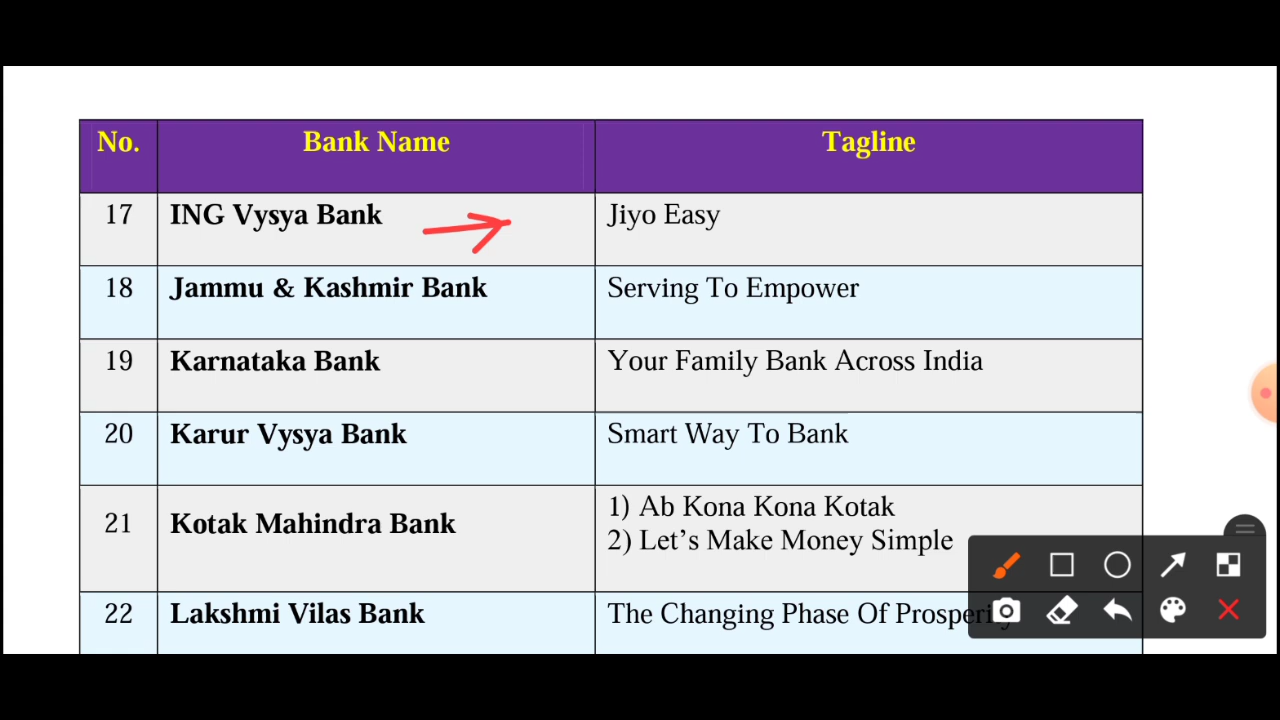 No. Bank Name Tagline
17 ING Vysya Bank Jiyo Easy
18 Jammu & Kashmir Bank Serving To Empower
19 Karnataka Bank Your Family Bank Across India
20 Karur Vysya Bank Smart Way To Bank
21 Kotak Mahindra Bank 1) Ab Kona Kona Kotak
2) Let’s Make Money Simple
22 Lakshmi Vilas Bank The Changing Phase Of Prosperity